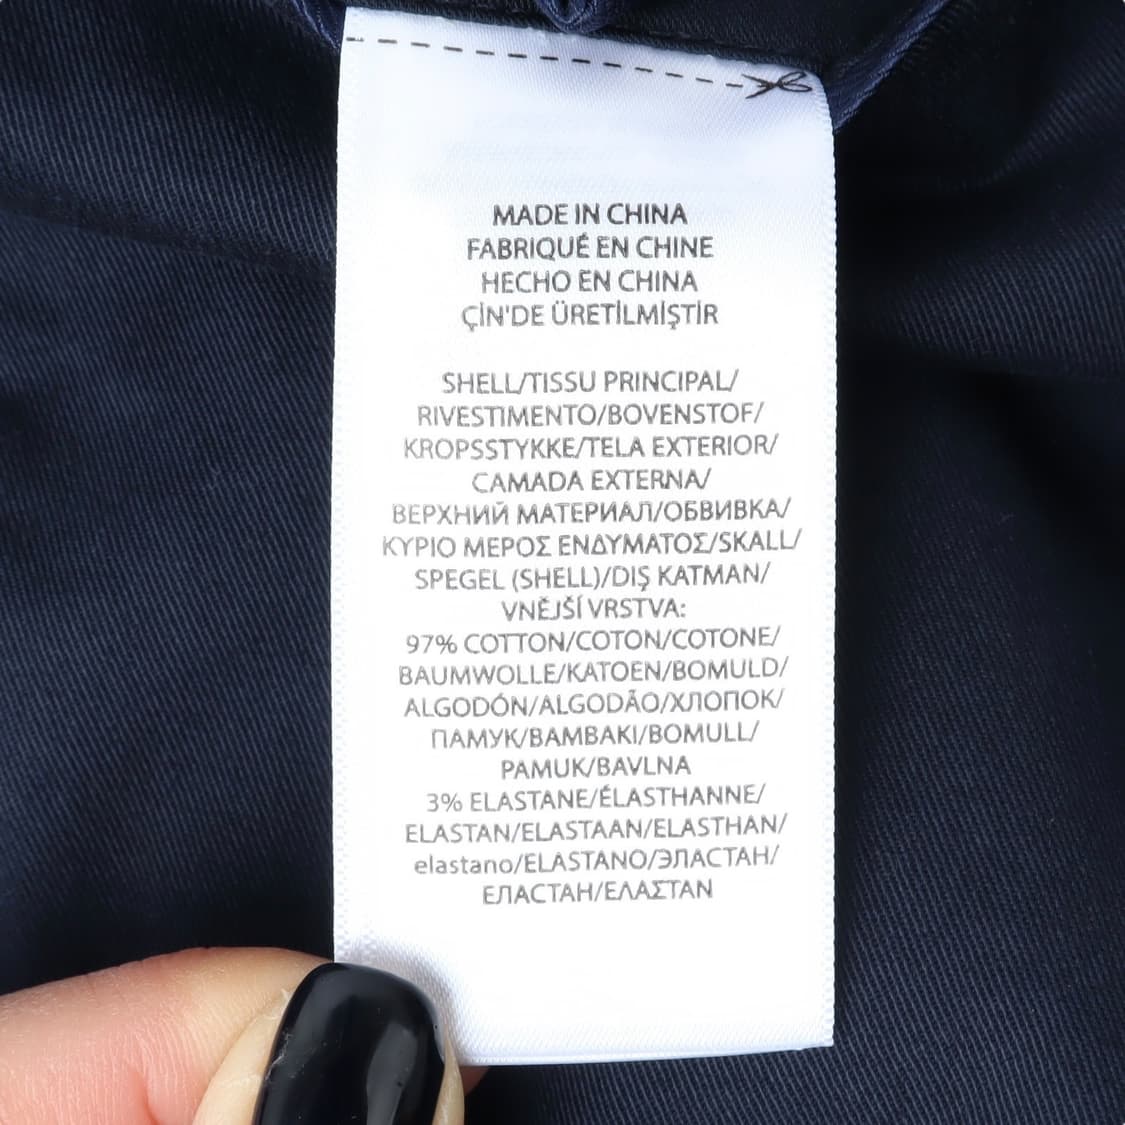 MADE IN CHINA
FABRIQUÉ EN CHINE
HECHO EN CHINA
ÇİN'DE ÜRETİLMİŞTİR
SHELL/TISSU PRINCIPAL/
RIVESTIMENTO/BOVENSTOF/
KROPSSTYKKE/TELA EXTERIOR/
CAMADA EXTERNA/
ВЕРХНИЙ МАТЕРИАЛ/ОБВИВКА/
ΚΥΡΙΟ ΜΕΡΟΣ ΕΝΔΥΜΑΤΟΣ/SKALL/
SPEGEL (SHELL)/DIŞ KATMAN/
VNĚJŠÍ VRSTVA:
97% COTTON/COTON/COTONE/
BAUMWOLLE/KATOEN/BOMULD/
ALGODÓN/ALGODÃO/ХЛОПОК/
ПАМУК/ΒΑΜΒΑΚΙ/BOMULL/
PAMUK/BAVLNA
3% ELASTANE/ÉLASTHANNE/
ELASTAN/ELASTAAN/ELASTHAN/
elastano/ELASTANO/ЭЛАСТАН/
ЕЛАСТАН/ΕΛΑΣΤΑΝ